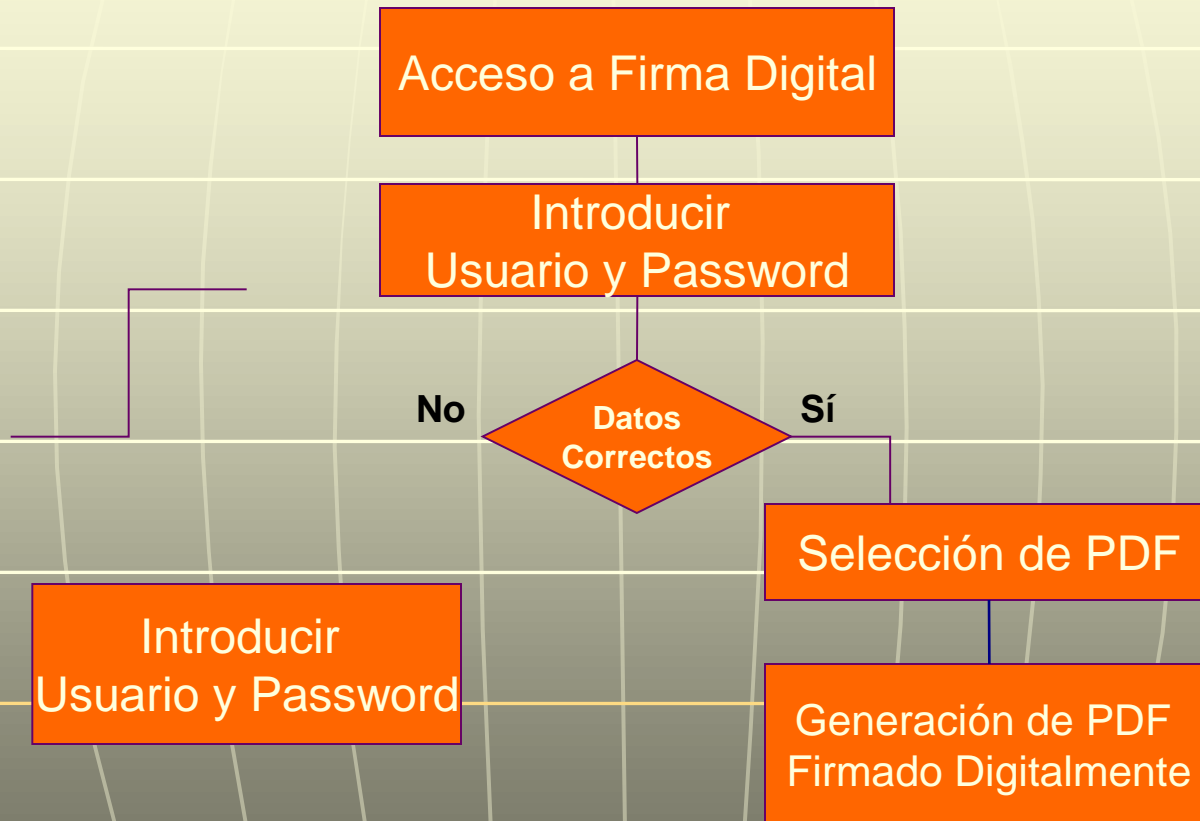 Acceso a Firma Digital
Introducir
Usuario y Password
No
Sí
Datos
Correctos
Selección de PDF
Introducir
Usuario y Password
Generación de PDF
Firmado Digitalmente